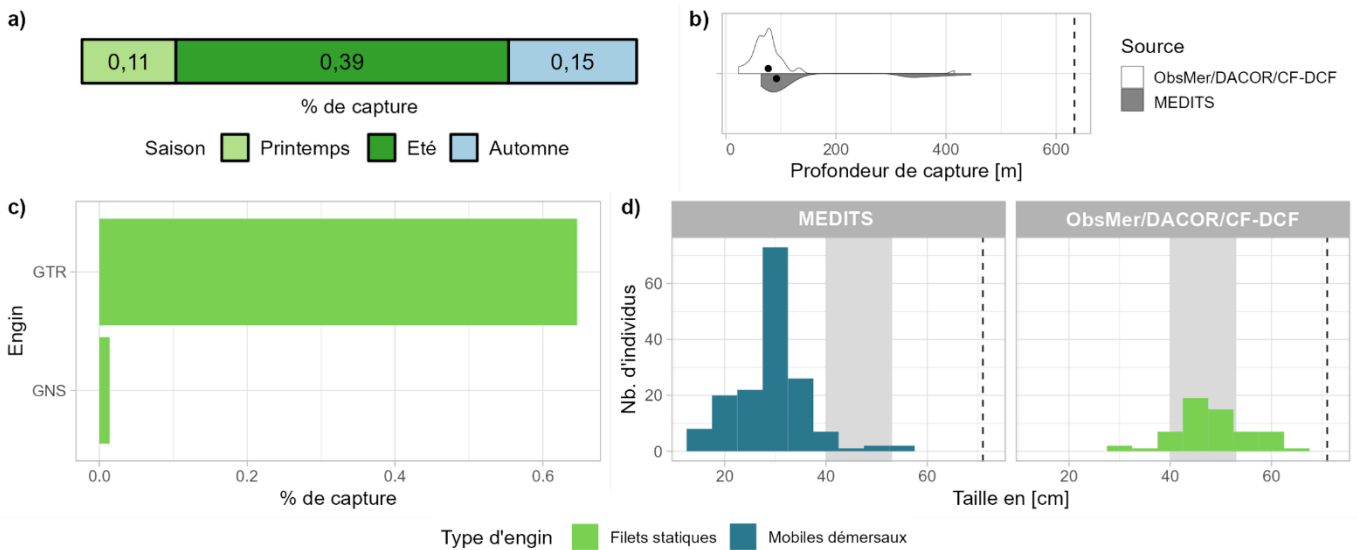 a)
0,11 0,39 0,15
% de capture
Saison Printemps Eté Automne
b)
0 200 400 600
Profondeur de capture [m]
Source
ObsMer/DACOR/CF-DCF
MEDITS
c)
Engin
GTR
GNS
0.0 0.2 0.4 0.6
% de capture
d)
MEDITS ObsMer/DACOR/CF-DCF
Nb. d'individus
60
40
20
0
20 40 60 20 40 60
Taille en [cm]
Type d'engin Filets statiques Mobiles démersaux